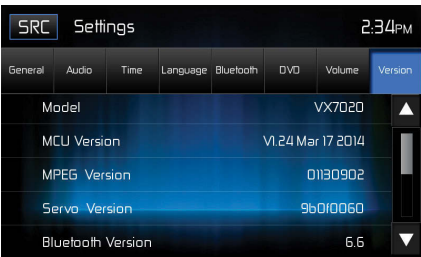 SRC Settings 2:34PM
General Audio Time Language Bluetooth DVD Volume Version
Model VX7020
MCU Version V1.24 Mar 17 2014
MPEG Version 01130902
Servo Version 9b0f0060
Bluetooth Version 6.6